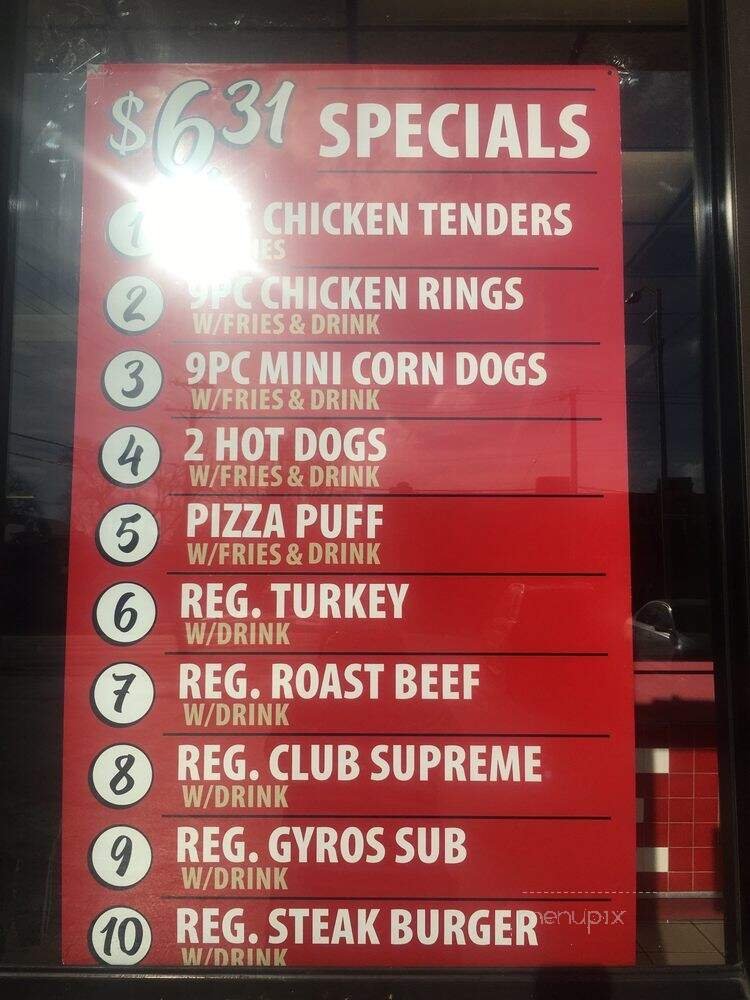 $6.31 SPECIALS
1 CHICKEN TENDERS
2 9PC CHICKEN RINGS
W/FRIES & DRINK
3 9PC MINI CORN DOGS
W/FRIES & DRINK
4 2 HOT DOGS
W/FRIES & DRINK
5 PIZZA PUFF
W/FRIES & DRINK
6 REG. TURKEY
W/DRINK
7 REG. ROAST BEEF
W/DRINK
8 REG. CLUB SUPREME
W/DRINK
9 REG. GYROS SUB
W/DRINK
10 REG. STEAK BURGER
W/DRINK
menupix